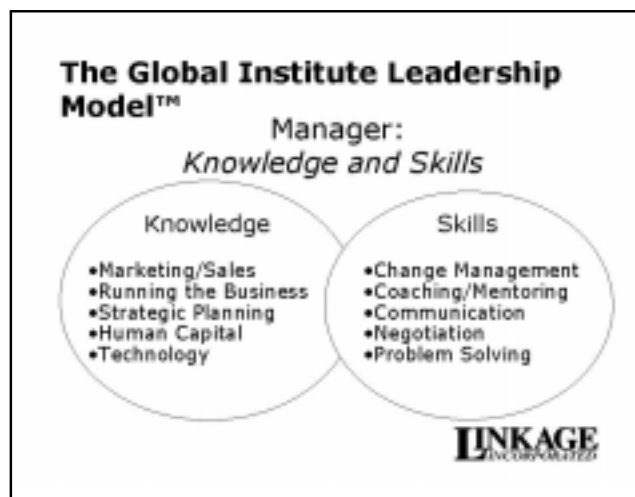 The Global Institute Leadership
Model™
Manager:
Knowledge and Skills
Knowledge
•Marketing/Sales
•Running the Business
•Strategic Planning
•Human Capital
•Technology
Skills
•Change Management
•Coaching/Mentoring
•Communication
•Negotiation
•Problem Solving
LINKAGE
INCORPORATED